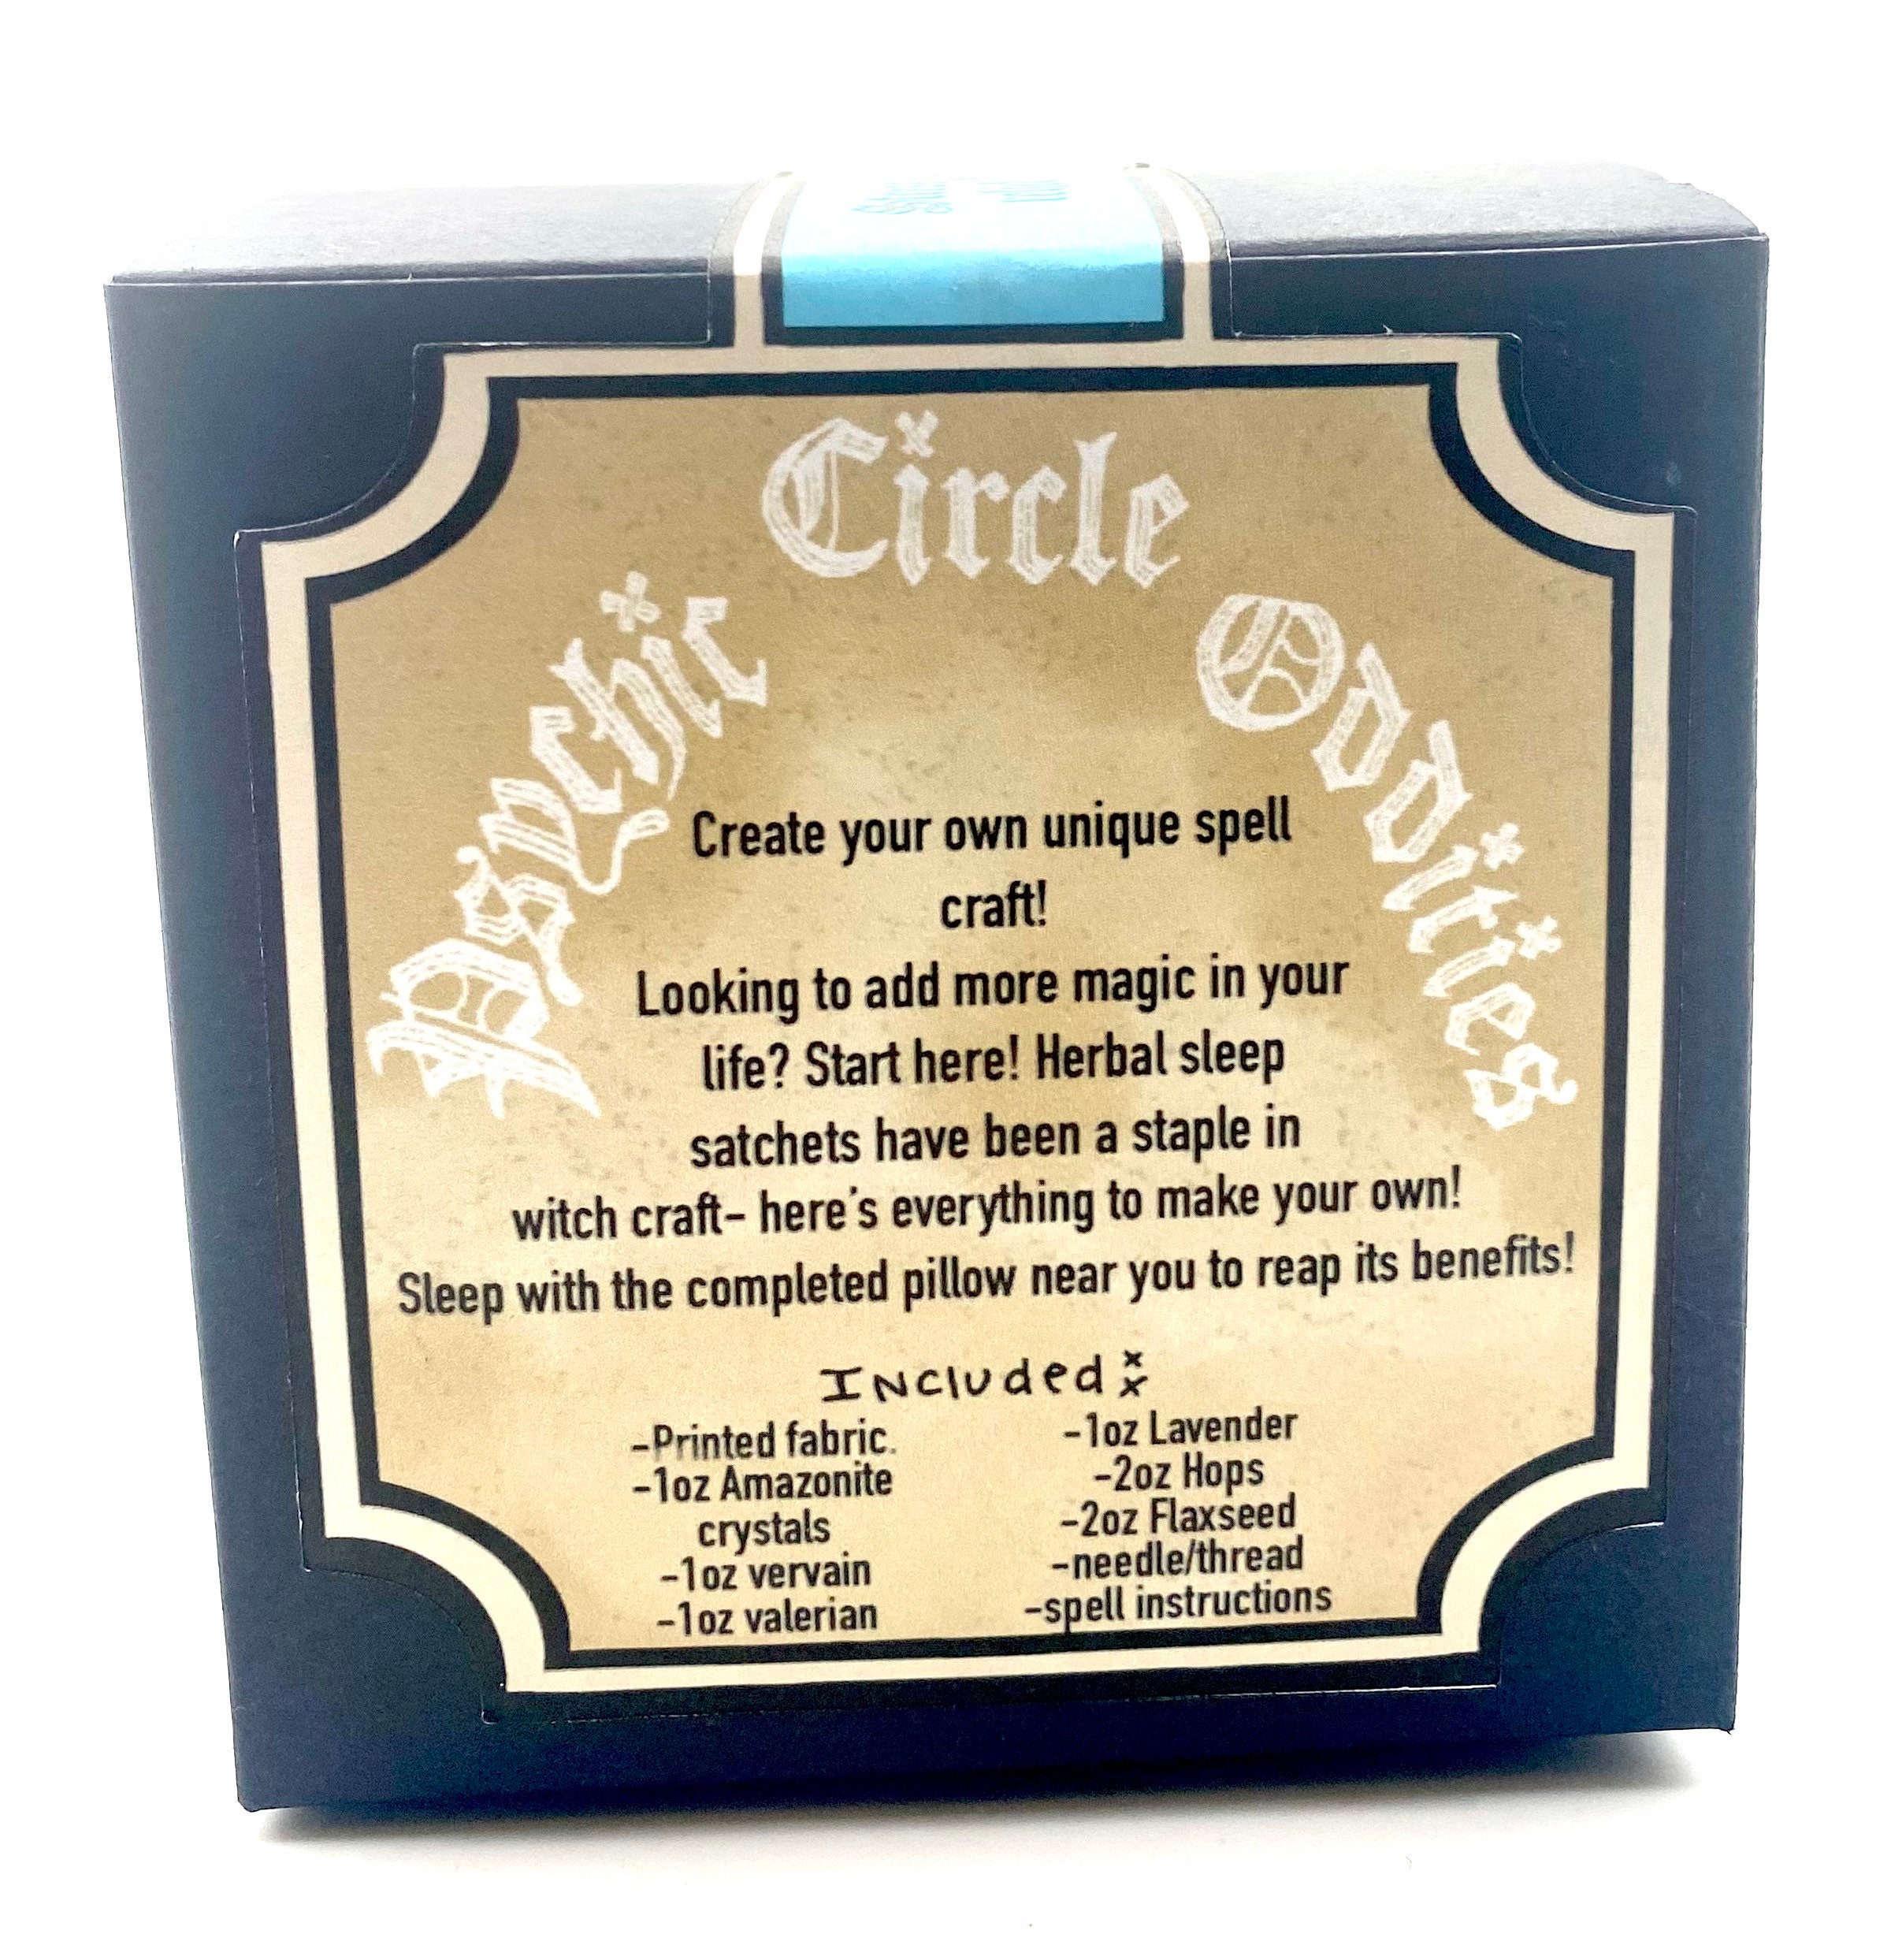 Psychic Circle Oddities
Create your own unique spell
craft!
Looking to add more magic in your
life? Start here! Herbal sleep
satchets have been a staple in
witch craft- here's everything to make your own!
Sleep with the completed pillow near you to reap its benefits!
Included:
-Printed fabric.
-1oz Amazonite
crystals
-1oz vervain
-1oz valerian
-1oz Lavender
-2oz Hops
-2oz Flaxseed
-needle/thread
-spell instructions